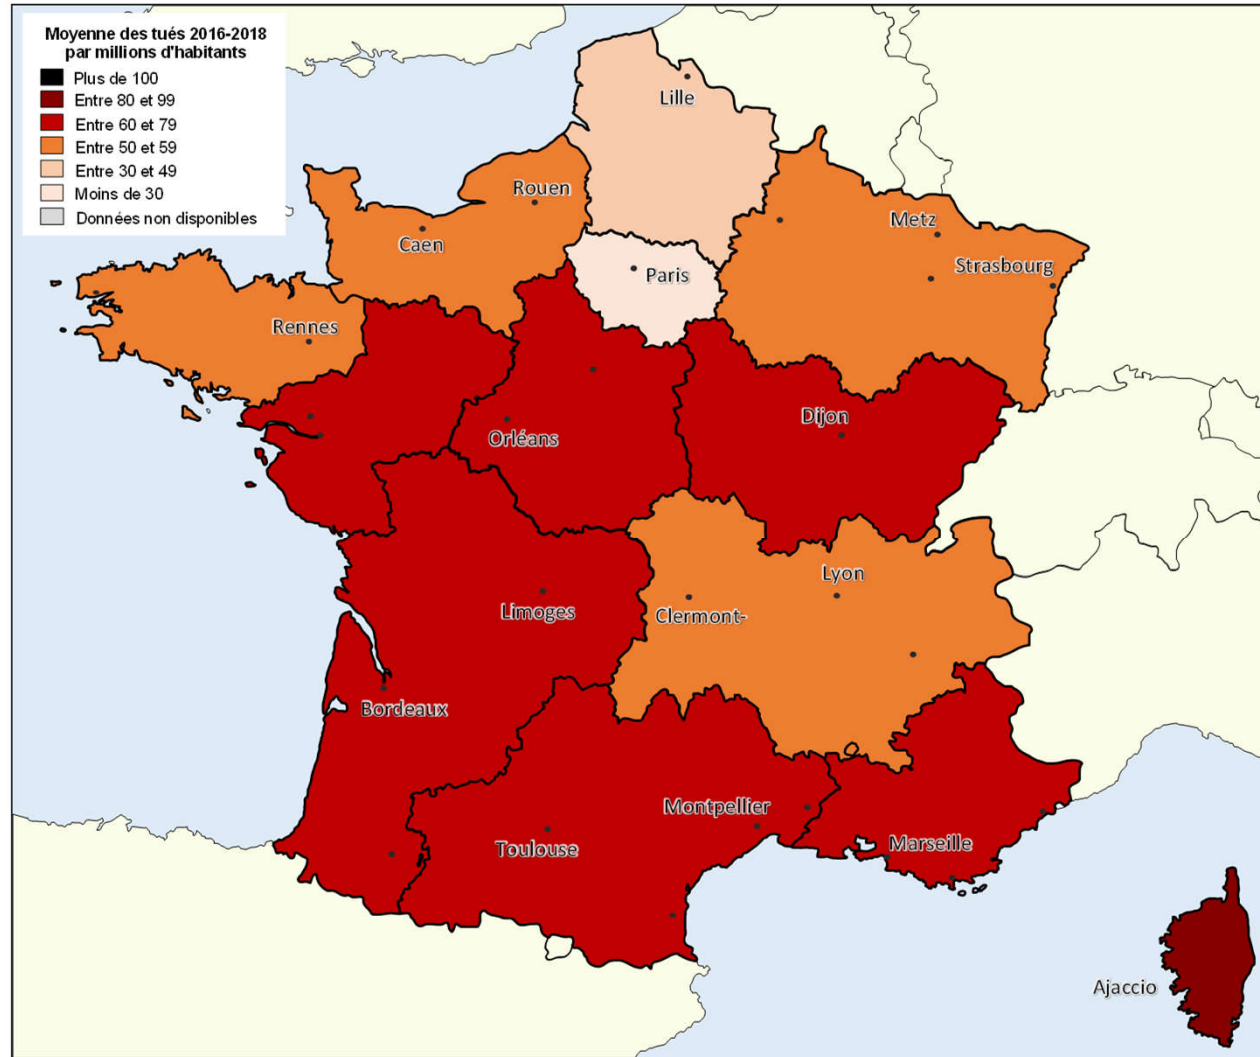 Moyenne des tués 2016-2018
par millions d'habitants
Plus de 100
Entre 80 et 99
Entre 60 et 79
Entre 50 et 59
Entre 30 et 49
Moins de 30
Données non disponibles
Lille
Rouen
Caen
Metz
Strasbourg
Paris
Rennes
Dijon
Orléans
Lyon
Limoges
Clermont-
Bordeaux
Montpellier
Toulouse
Marseille
Ajaccio